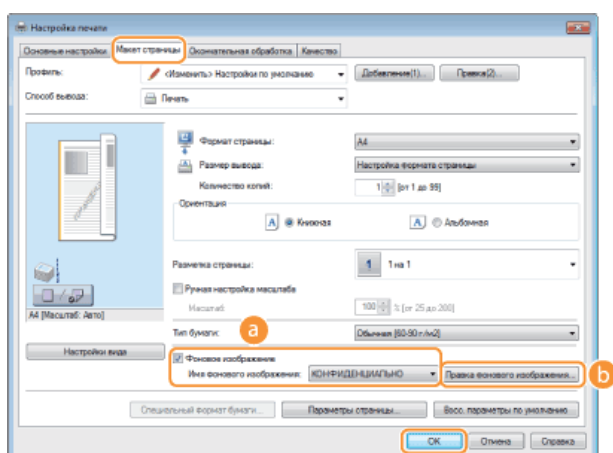 Настройка печати
Основные настройки Макет страницы Окончательная обработка Качество
Профиль: <Изменить> Настройки по умолчанию Добавление(1)... Правка(2)...
Способ вывода: Печать
Формат страницы: A4
Размер вывода: Настройка формата страницы
Количество копий: 1 [от 1 до 99]
Ориентация
A Книжная A Альбомная
Разметка страницы: 1 1 на 1
Ручная настройка масштаба
Масштаб: 100 % [от 25 до 200]
A4 [Масштаб: Авто]
Тип бумаги: Обычная [60-90 г/м2]
a
Настройки вида
Фоновое изображение
Имя фонового изображения: КОНФИДЕНЦИАЛЬНО Правка фонового изображения... b
Специальный формат бумаги... Параметры страницы... Восс. параметры по умолчанию
OK Отмена Справка